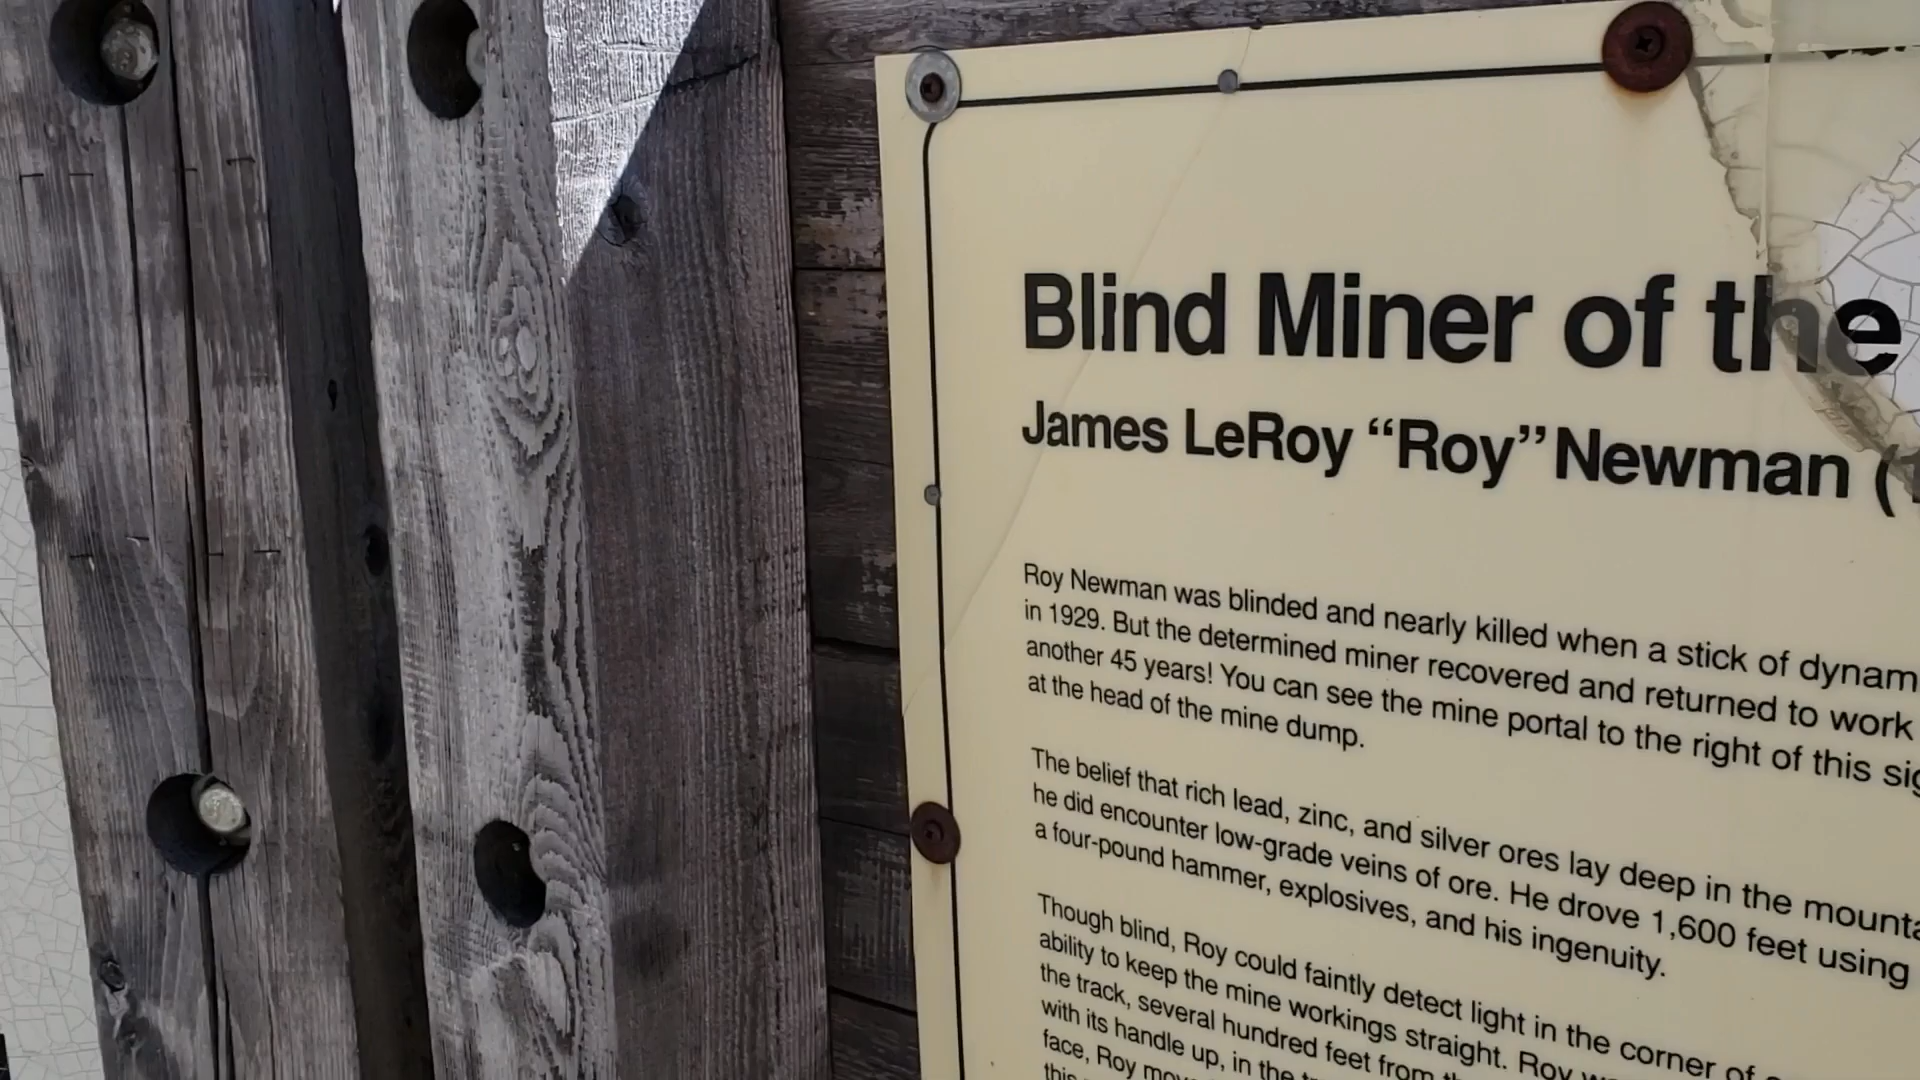 Blind Miner of the
James LeRoy “Roy” Newman (
Roy Newman was blinded and nearly killed when a stick of
in 1929. But the determined miner recovered and returned to work
another 45 years! You can see the mine portal to the right of this
at the head of the mine dump.
The belief that rich lead, zinc, and silver ores lay deep in the
he did encounter low-grade veins of ore. He drove 1,600 feet using
a four-pound hammer, explosives, and his ingenuity.
Though blind, Roy could faintly detect light in the corner of
ability to keep the mine workings straight. Roy
the track, several hundred feet from
with its handle up, in the
face, Roy
this